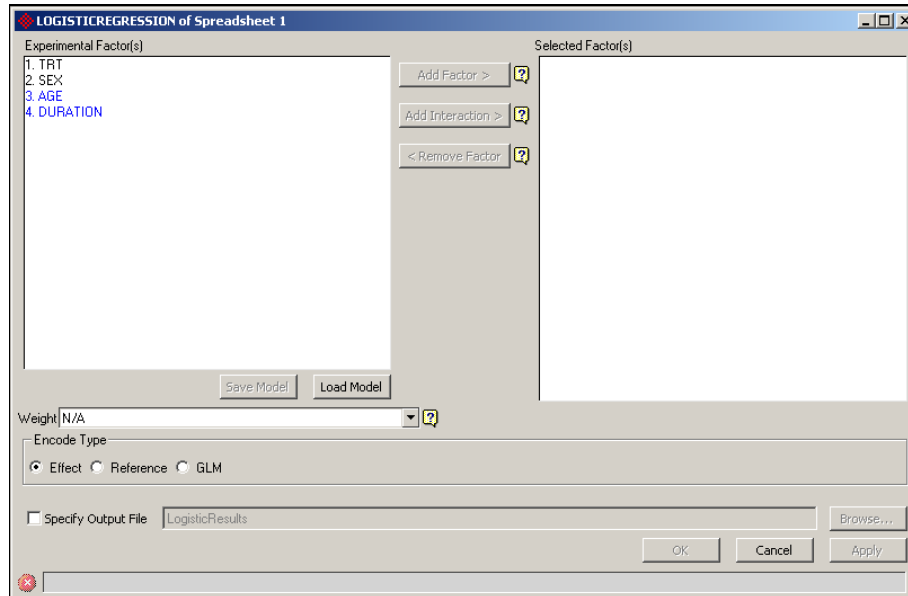 LOGISTICREGRESSION of Spreadsheet 1
Experimental Factor(s)
Selected Factor(s)
1. TRT
2. SEX
3. AGE
4. DURATION
Add Factor >
?
Add Interaction >
?
< Remove Factor
?
Save Model
Load Model
Weight N/A
?
Encode Type
Effect
Reference
GLM
Specify Output File
LogisticResults
Browse...
OK
Cancel
Apply